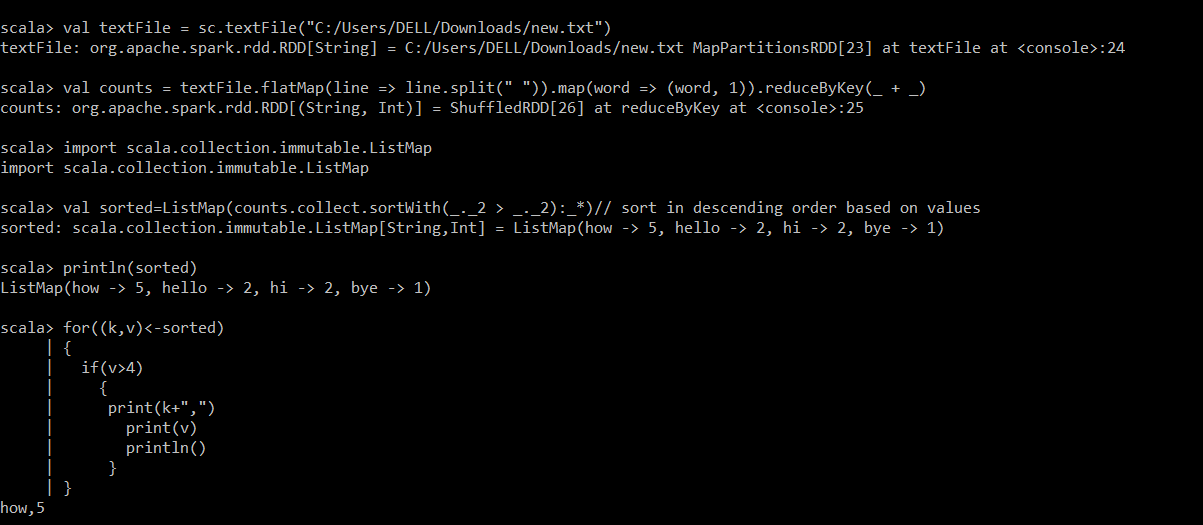 scala> val textFile = sc.textFile("C:/Users/DELL/Downloads/new.txt")
textFile: org.apache.spark.rdd.RDD[String] = C:/Users/DELL/Downloads/new.txt MapPartitionsRDD[23] at textFile at <console>:24
scala> val counts = textFile.flatMap(line => line.split(" ")).map(word => (word, 1)).reduceByKey(_ + _)
counts: org.apache.spark.rdd.RDD[(String, Int)] = ShuffledRDD[26] at reduceByKey at <console>:25
scala> import scala.collection.immutable.ListMap
import scala.collection.immutable.ListMap
scala> val sorted=ListMap(counts.collect.sortWith(_._2 > _._2):_*)// sort in descending order based on values
sorted: scala.collection.immutable.ListMap[String,Int] = ListMap(how -> 5, hello -> 2, hi -> 2, bye -> 1)
scala> println(sorted)
ListMap(how -> 5, hello -> 2, hi -> 2, bye -> 1)
scala> for((k,v)<-sorted)
     | {
     |   if(v>4)
     |     {
     |      print(k+",")
     |        print(v)
     |        println()
     |      }
     | }
how,5